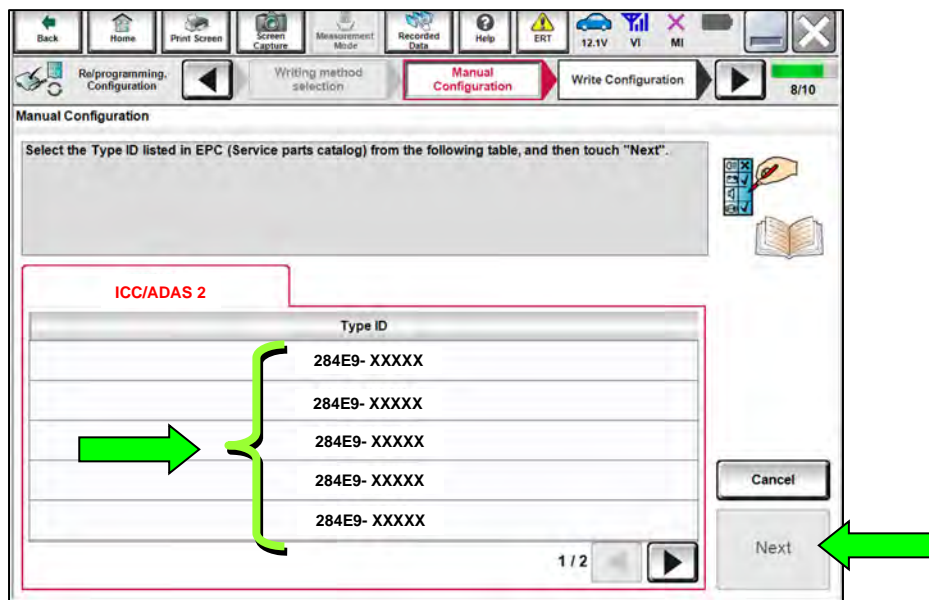 Back
Home
Print Screen
Screen
Capture
Measurement
Mode
Recorded
Data
Help
ERT
12.1V
VI
MI
Re/programming,
Configuration
Writing method
selection
Manual
Configuration
Write Configuration
8/10
Manual Configuration
Select the Type ID listed in EPC (Service parts catalog) from the following table, and then touch "Next".
ICC/ADAS 2
Type ID
284E9- XXXXX
284E9- XXXXX
284E9- XXXXX
284E9- XXXXX
284E9- XXXXX
Cancel
Next
1 / 2